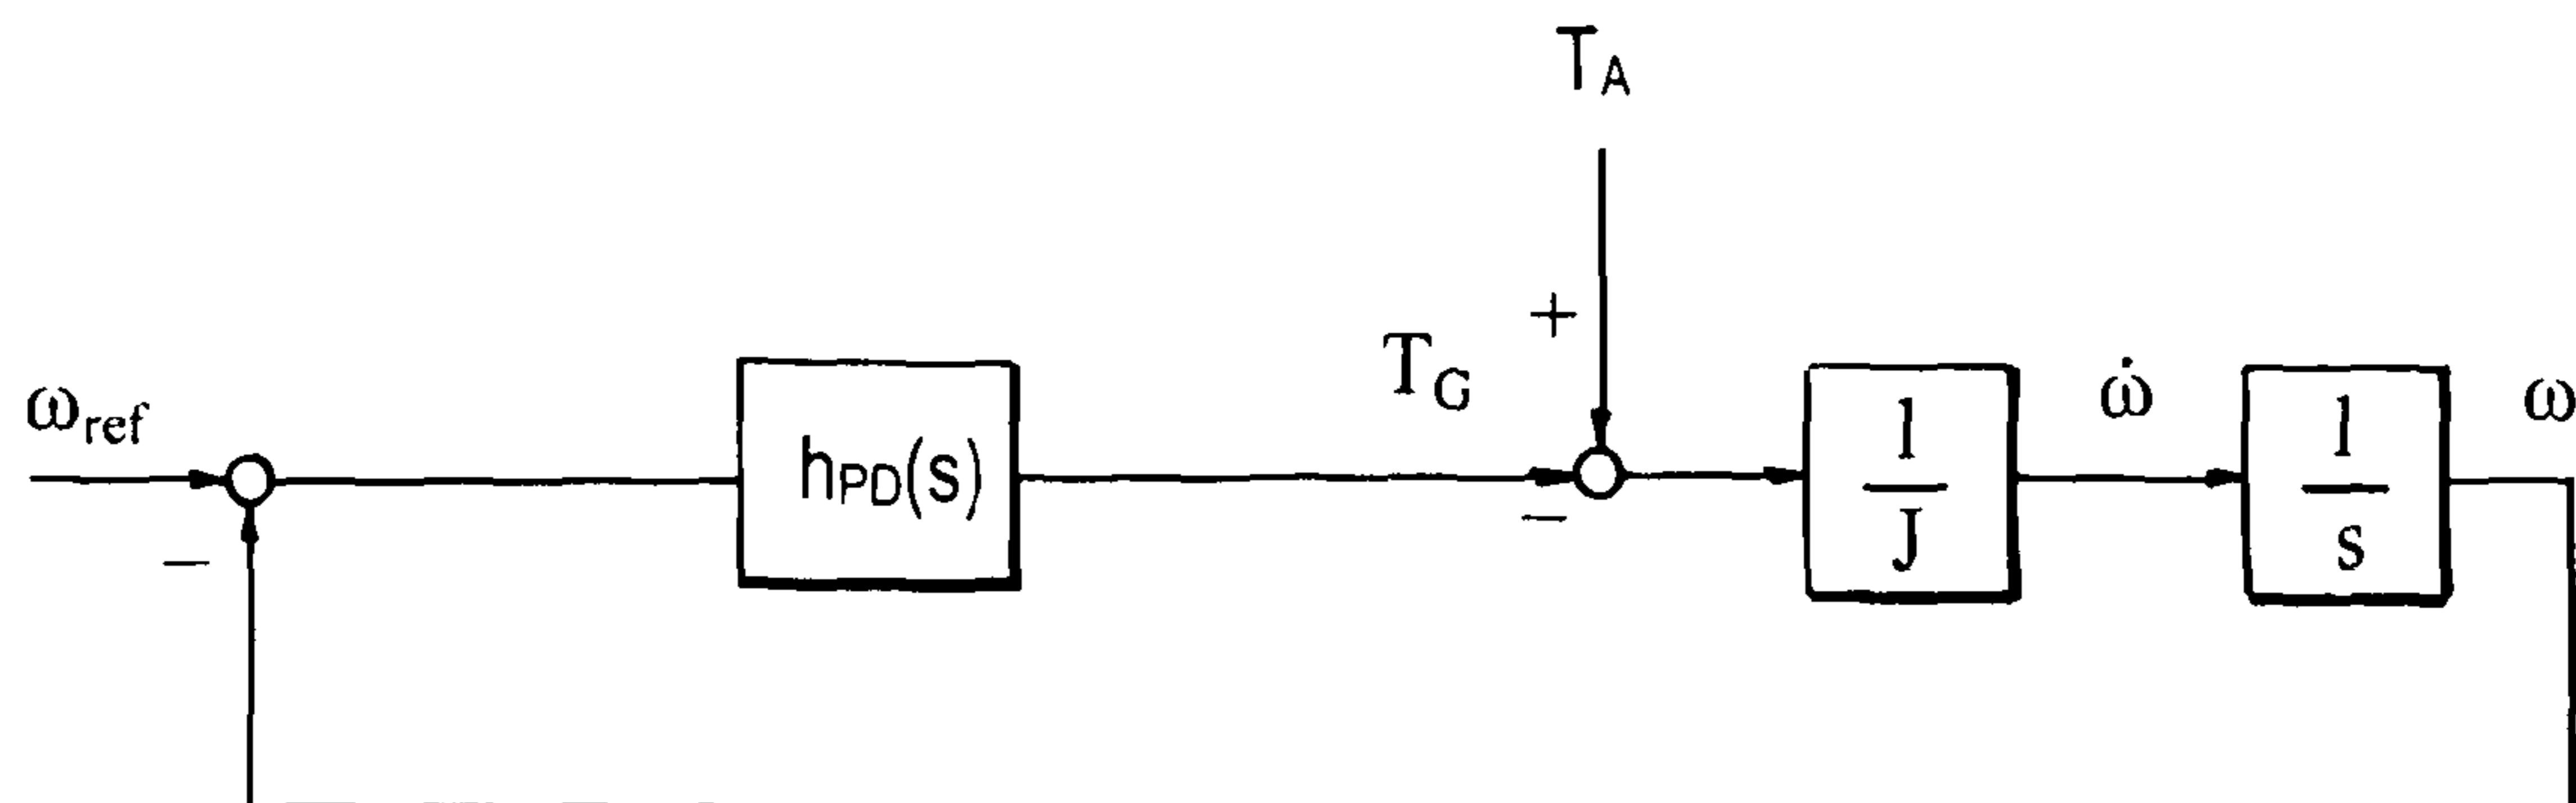 T_A
+
T_G
ω_ref
h_PD(s)
1
J
ω̇
1
s
ω
−
−